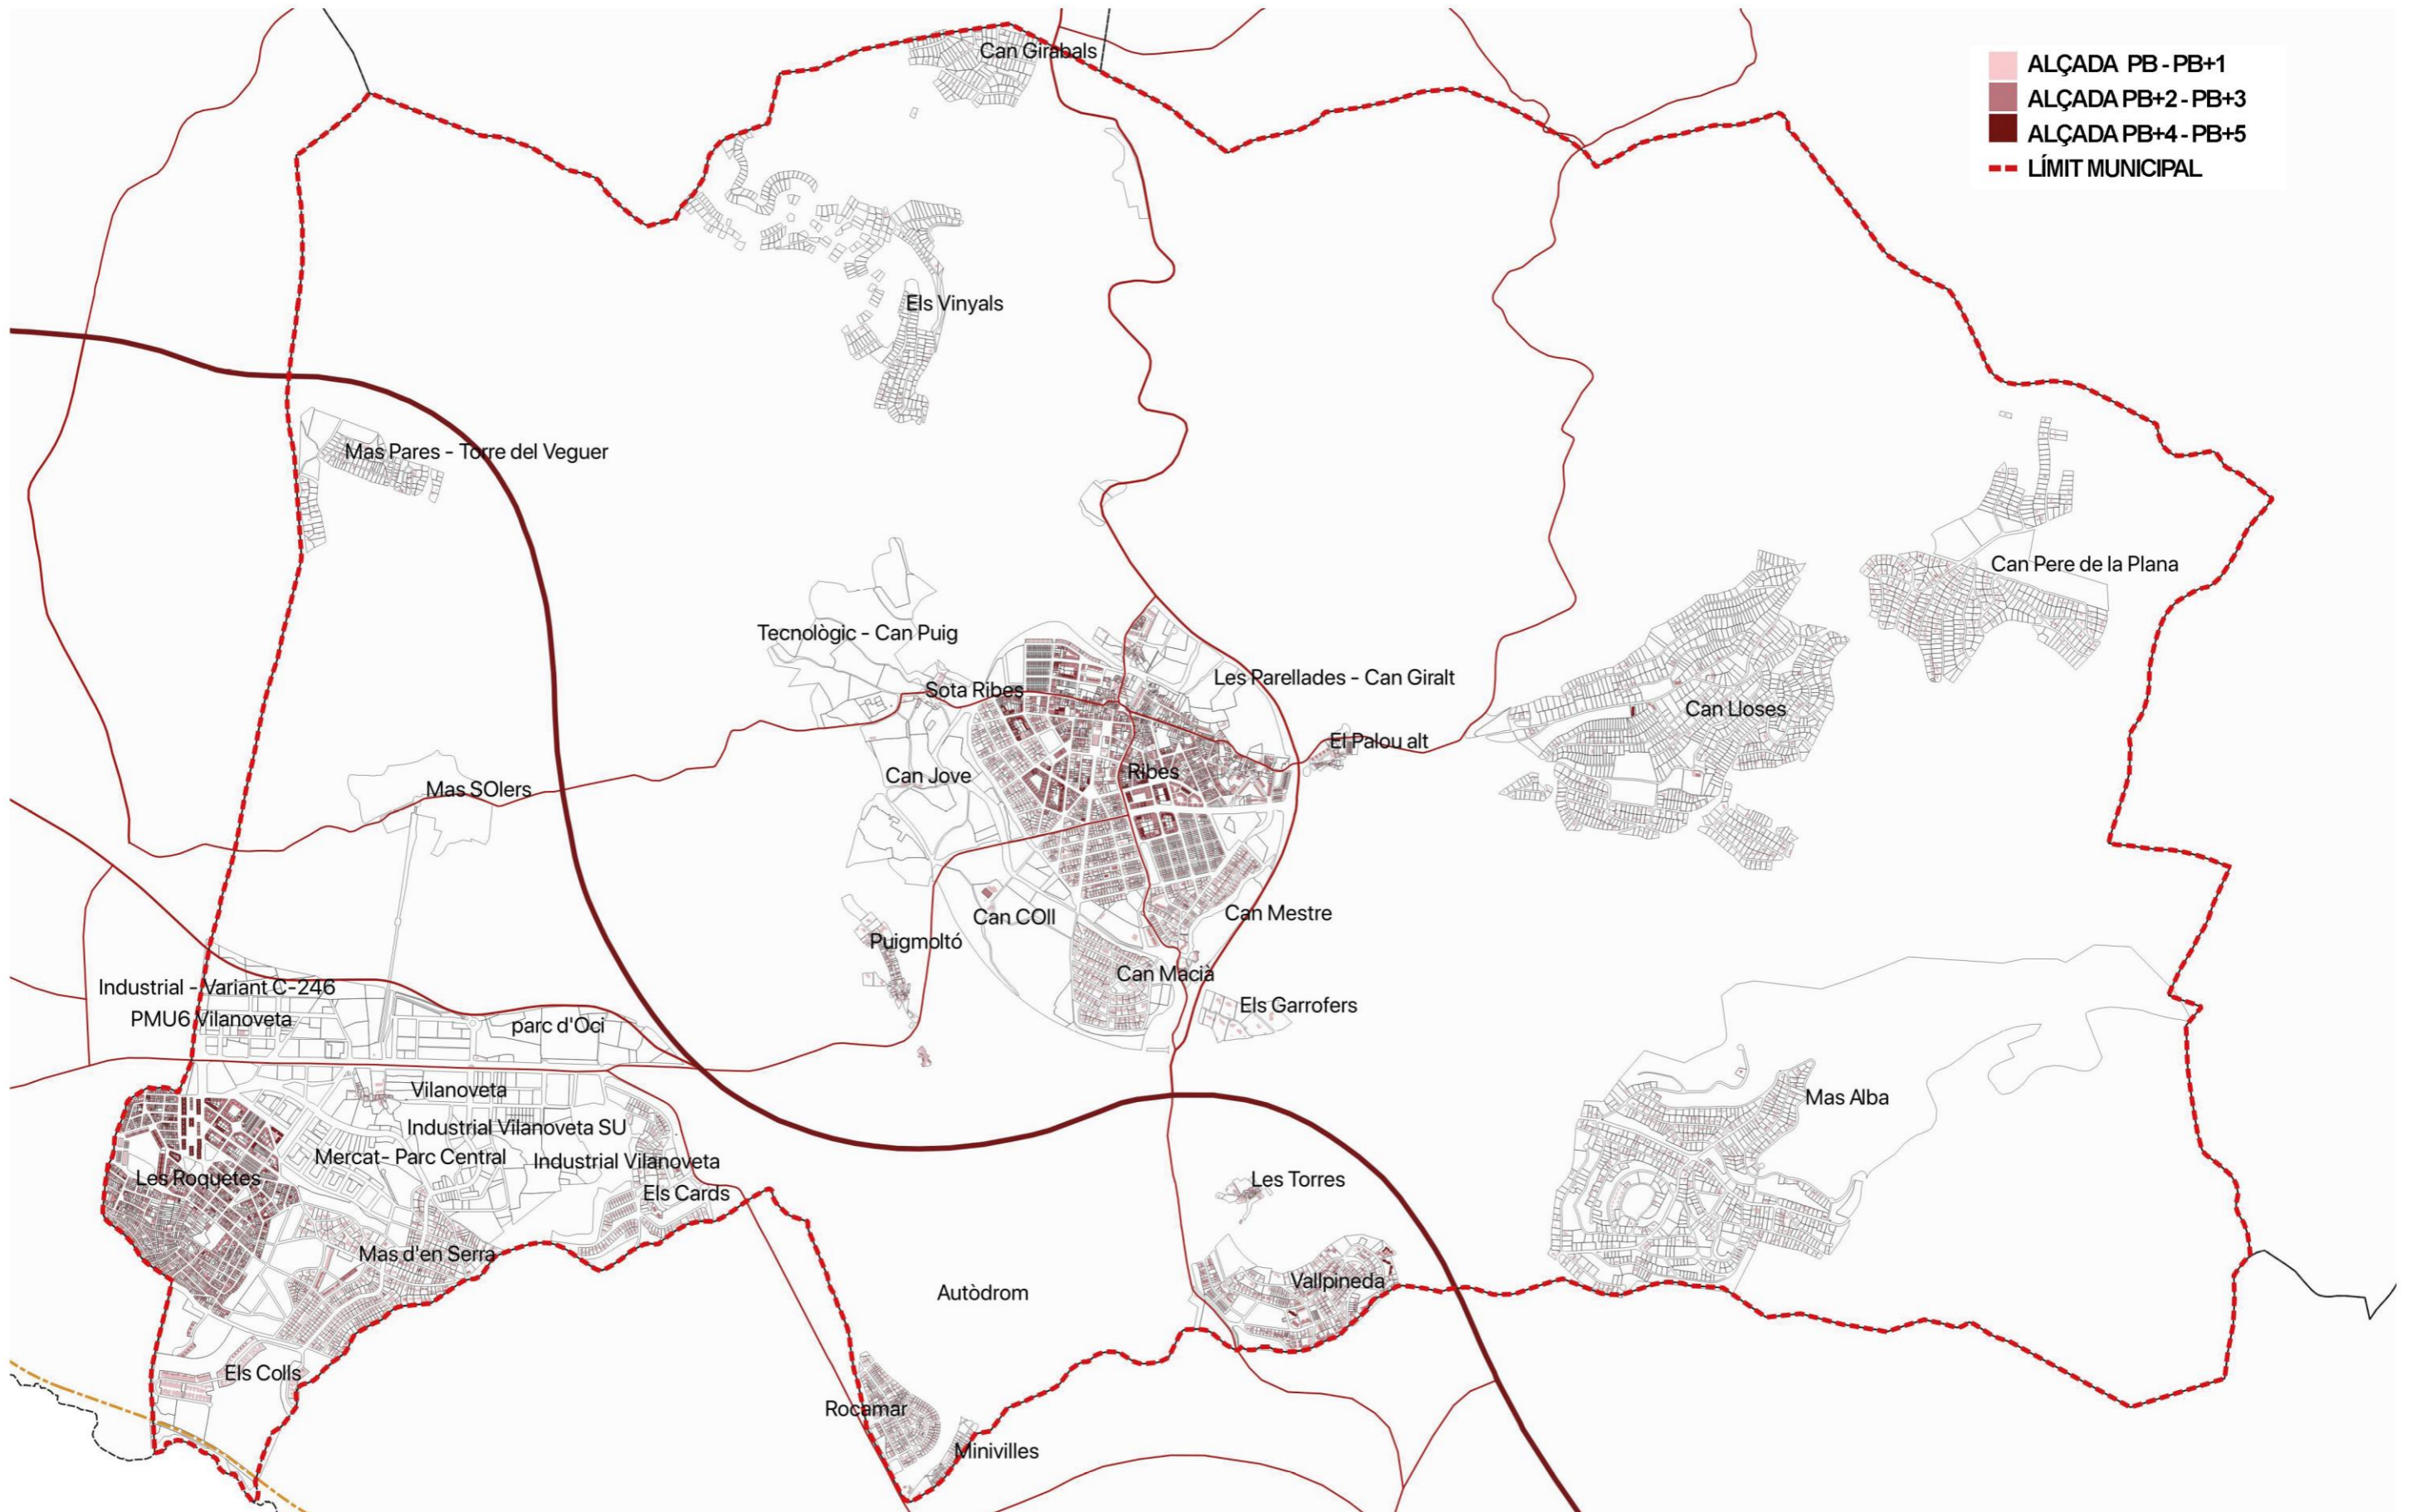 Can Girabals
ALÇADA PB - PB+1
ALÇADA PB+2 - PB+3
ALÇADA PB+4 - PB+5
LÍMIT MUNICIPAL
Els Vinyals
Mas Pares - Torre del Veguer
Can Pere de la Plana
Tecnològic - Can Puig
Les Parellades - Can Giralt
Sota Ribes
Can Lloses
El Palou alt
Ribes
Can Jove
Mas SOlers
Can COll
Can Mestre
Puigmoltó
Can Macià
Industrial - Variant C-246
Els Garrofers
PMU6 Vilanoveta
parc d'Oci
Vilanoveta
Mas Alba
Industrial Vilanoveta SU
Mercat- Parc Central
Industrial Vilanoveta
Les Roquetes
Els Cards
Les Torres
Mas d'en Serra
Vallpineda
Autòdrom
Els Colls
Rocamar
Minivilles